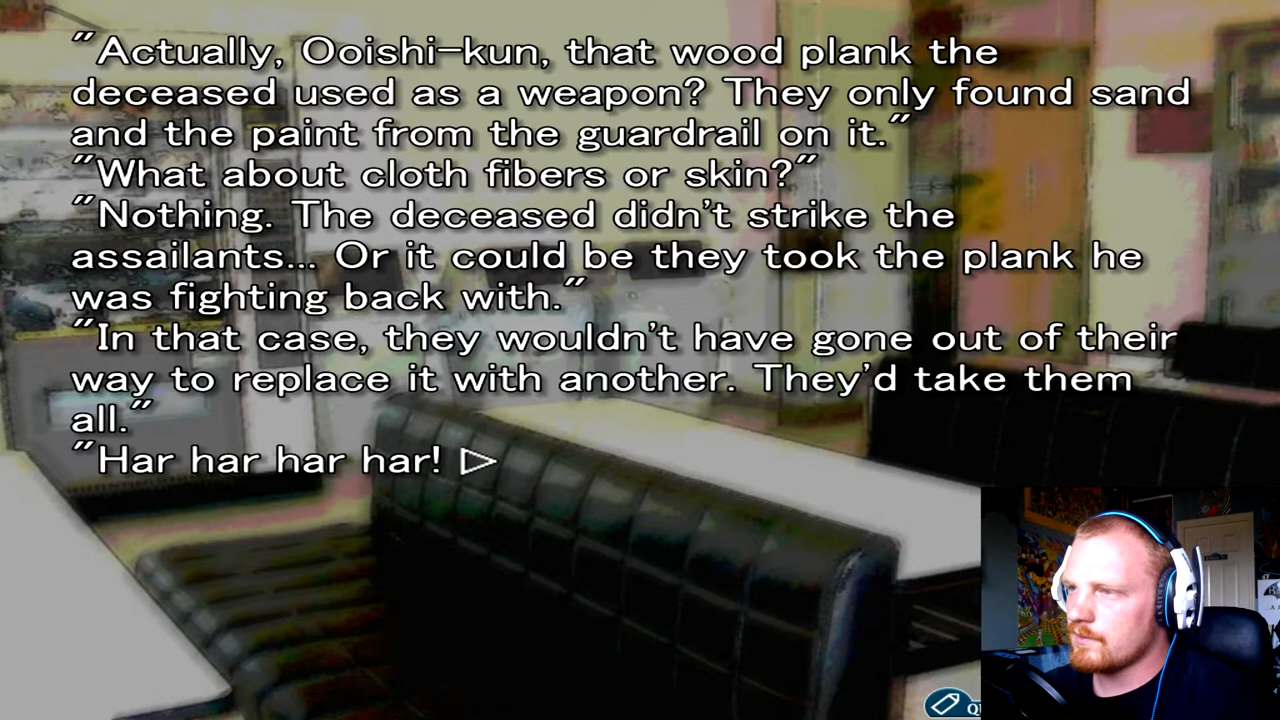 "Actually, Ooishi-kun, that wood plank the
deceased used as a weapon? They only found sand
and the paint from the guardrail on it."
"What about cloth fibers or skin?"
"Nothing. The deceased didn't strike the
assailants... Or it could be they took the plank he
was fighting back with."
"In that case, they wouldn't have gone out of their
way to replace it with another. They'd take them
all."
"Har har har har!